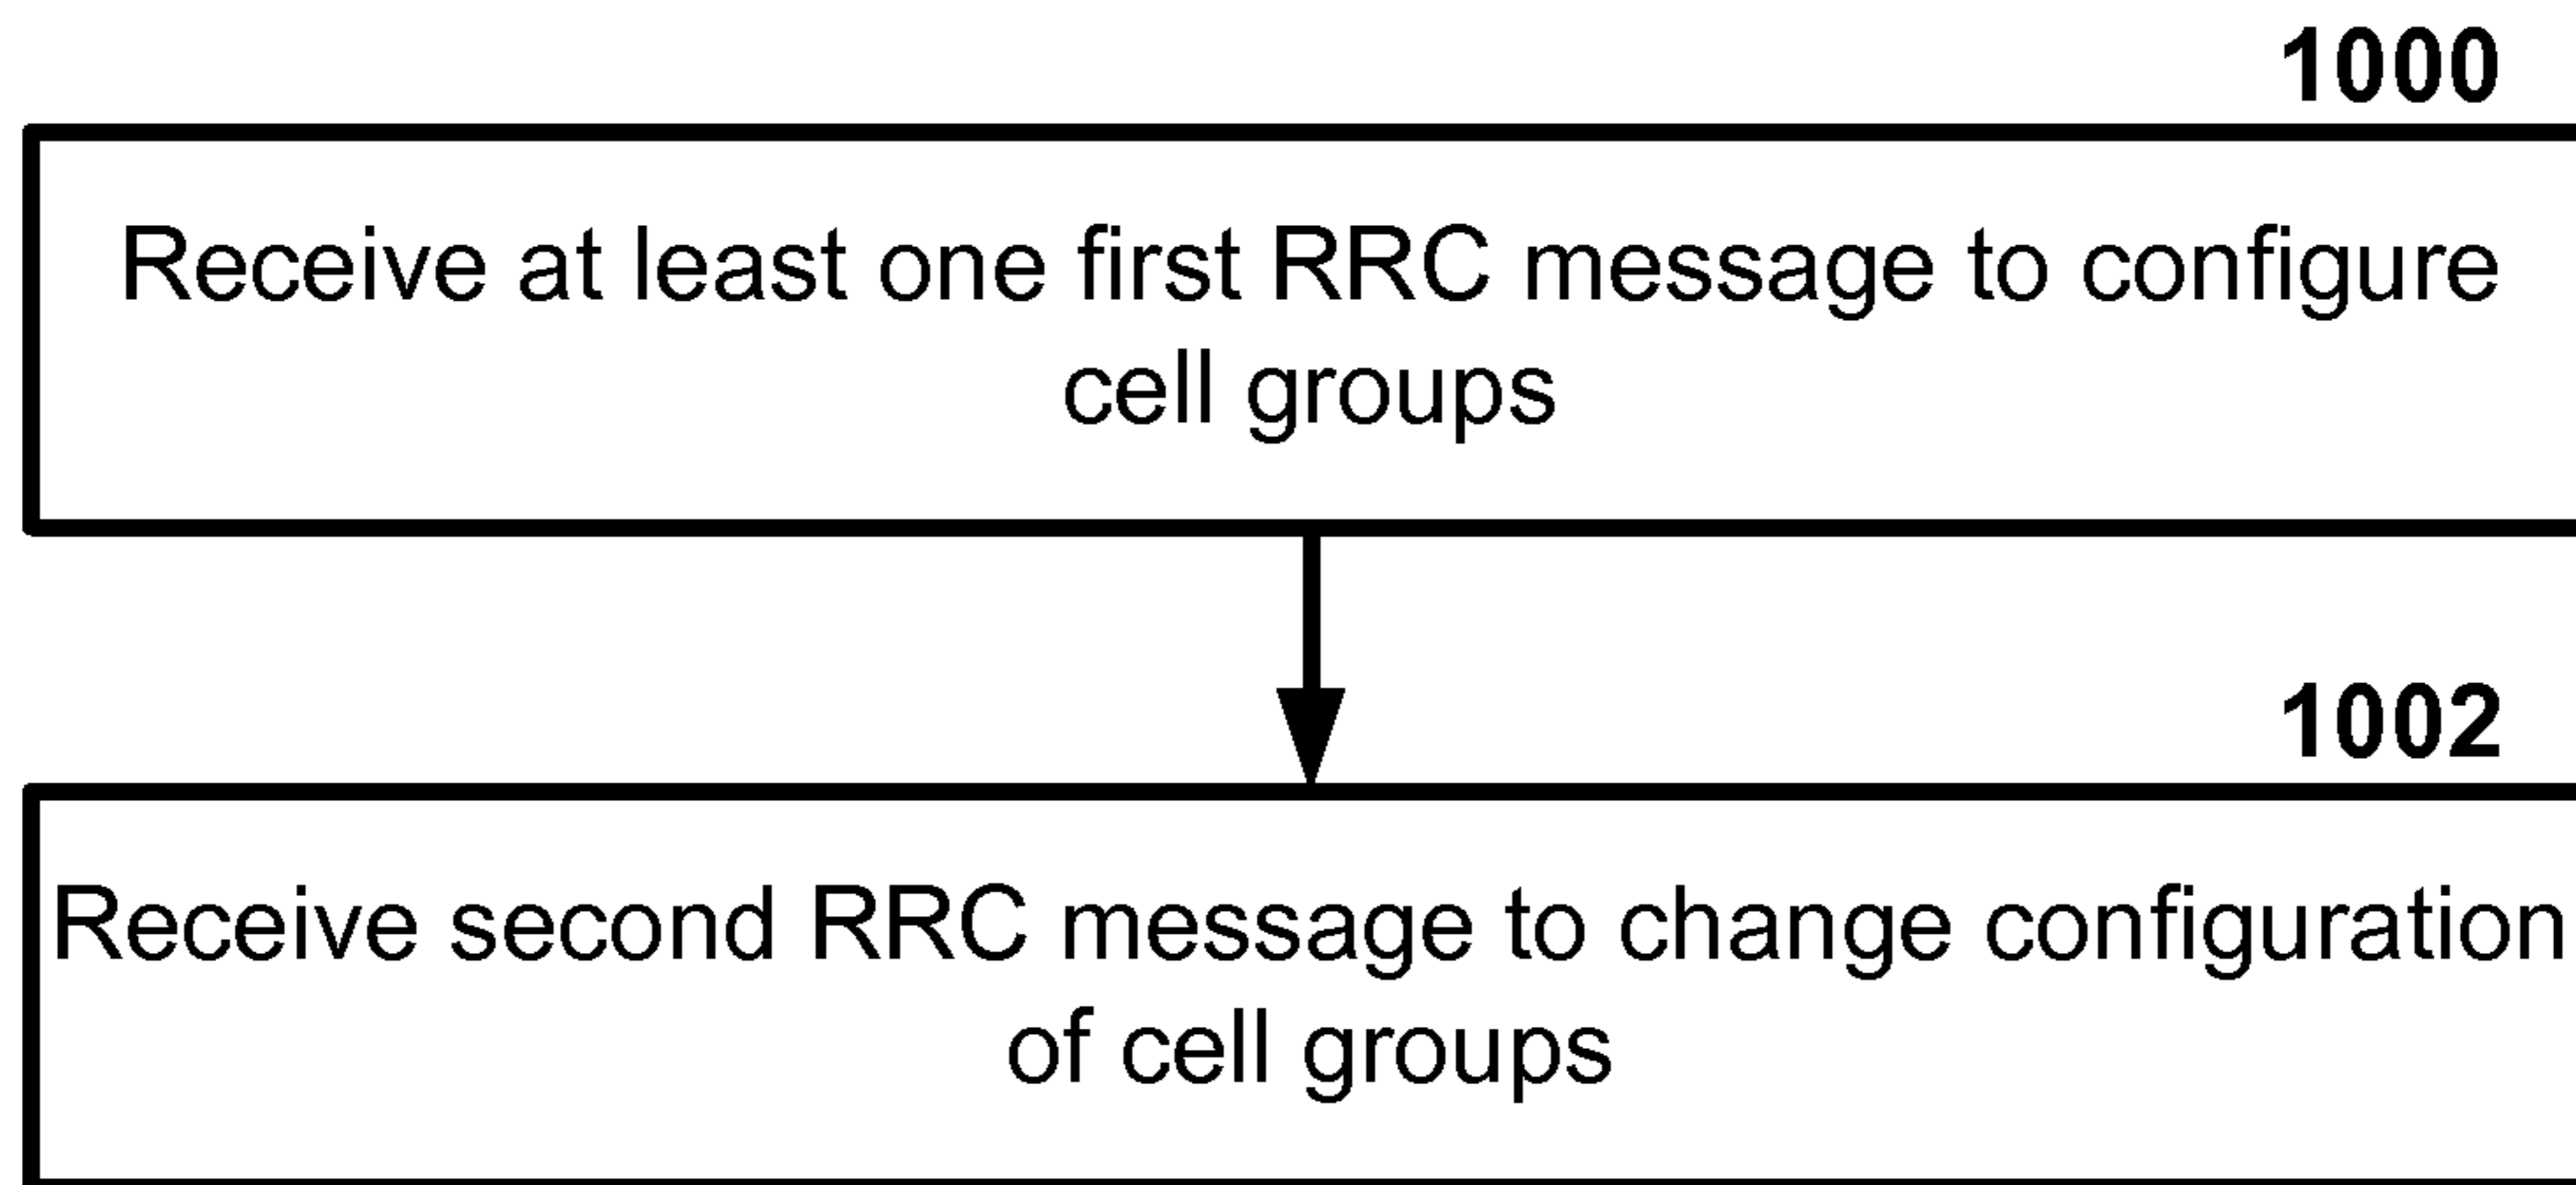 1000
Receive at least one first RRC message to configure
cell groups
1002
Receive second RRC message to change configuration
of cell groups